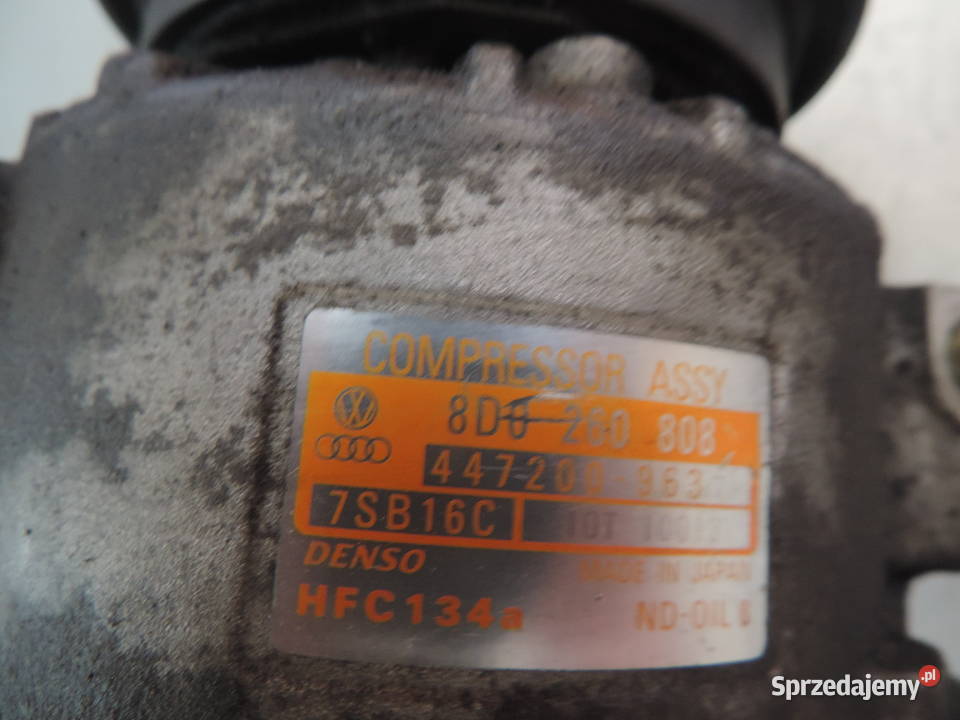 COMPRESSOR ASSY
8D0 260 808
447200-963
7SB16C
DENSO
MADE IN JAPAN
HFC134a
ND-OIL 8
Sprzedajemy.pl